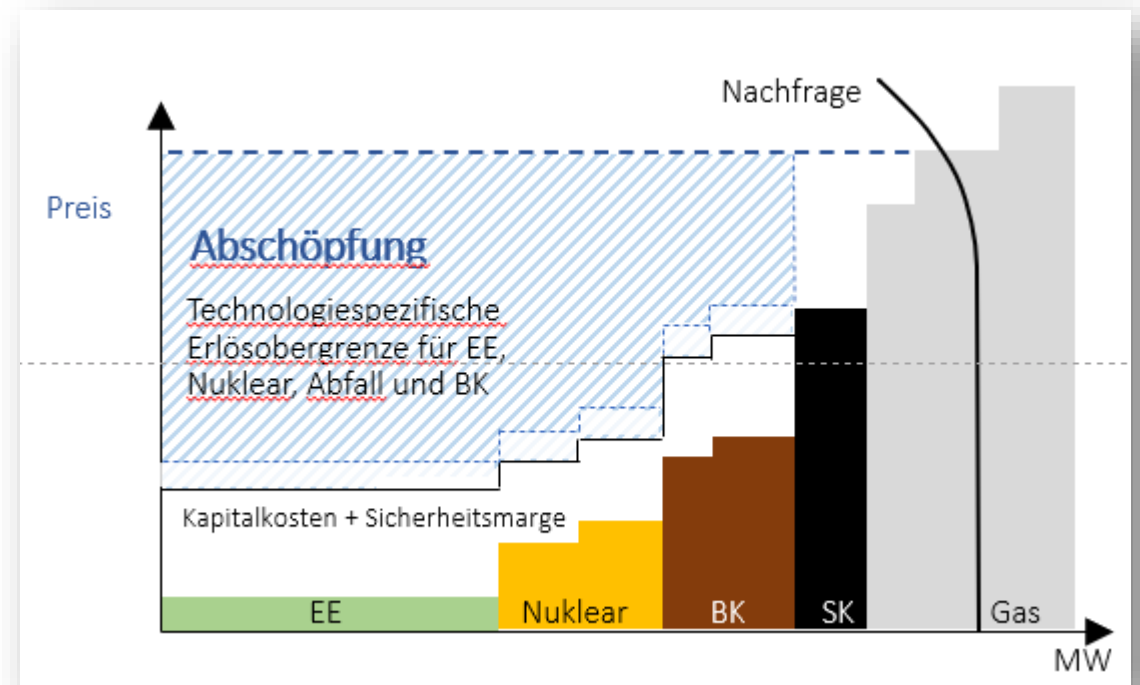 Nachfrage
Preis
Abschöpfung
Technologiespezifische
Erlösobergrenze für EE,
Nuklear, Abfall und BK
Kapitalkosten + Sicherheitsmarge
EE
Nuklear
BK
SK
Gas
MW